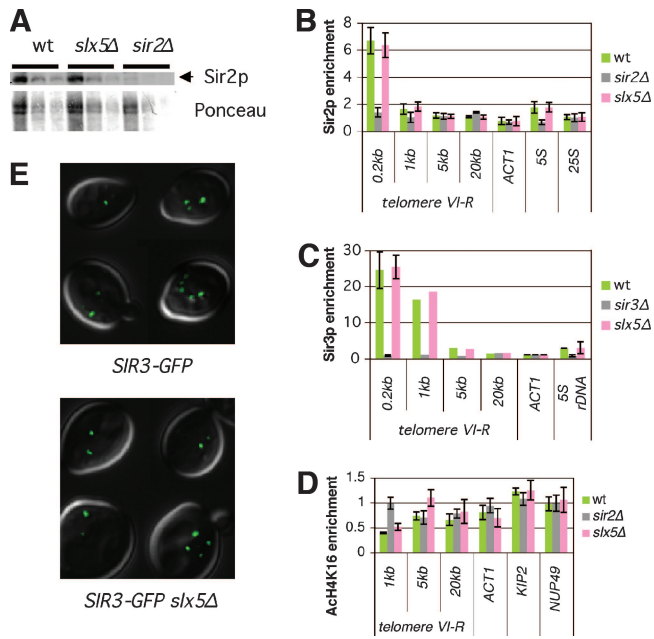 A
wt slx5Δ sir2Δ
Sir2p
Ponceau
B
Sir2p enrichment
8
6
4
2
0
0.2kb 1kb 5kb 20kb ACT1 5S 25S
telomere VI-R
wt
sir2Δ
slx5Δ
C
Sir3p enrichment
30
20
10
0
0.2kb 1kb 5kb 20kb ACT1 5S rDNA
telomere VI-R
wt
sir3Δ
slx5Δ
D
AcH4K16 enrichment
1.5
1
0.5
0
1kb 5kb 20kb ACT1 KIP2 NUP49
telomere VI-R
wt
sir2Δ
slx5Δ
E
SIR3-GFP
SIR3-GFP slx5Δ